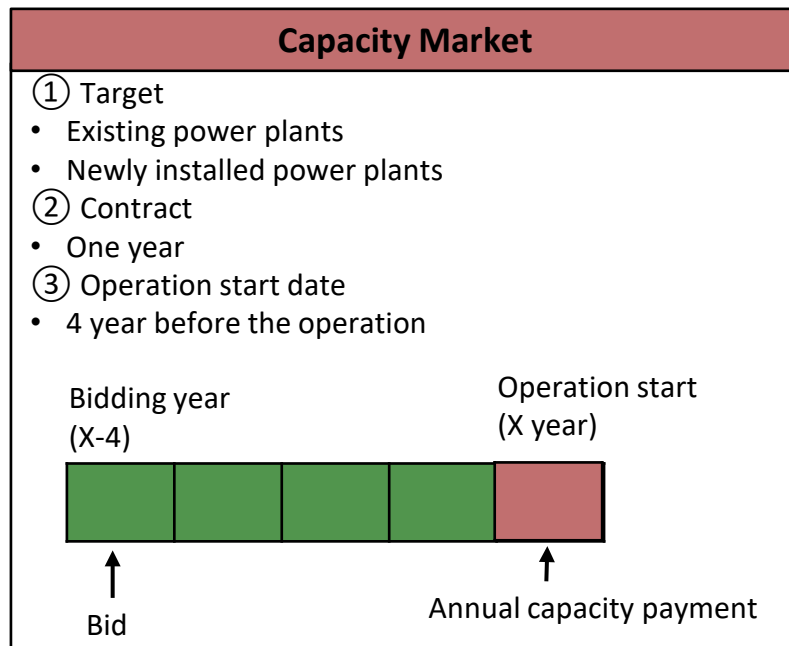 Capacity Market
① Target
• Existing power plants
• Newly installed power plants
② Contract
• One year
③ Operation start date
• 4 year before the operation
Bidding year
(X-4)
Operation start
(X year)
Bid
Annual capacity payment